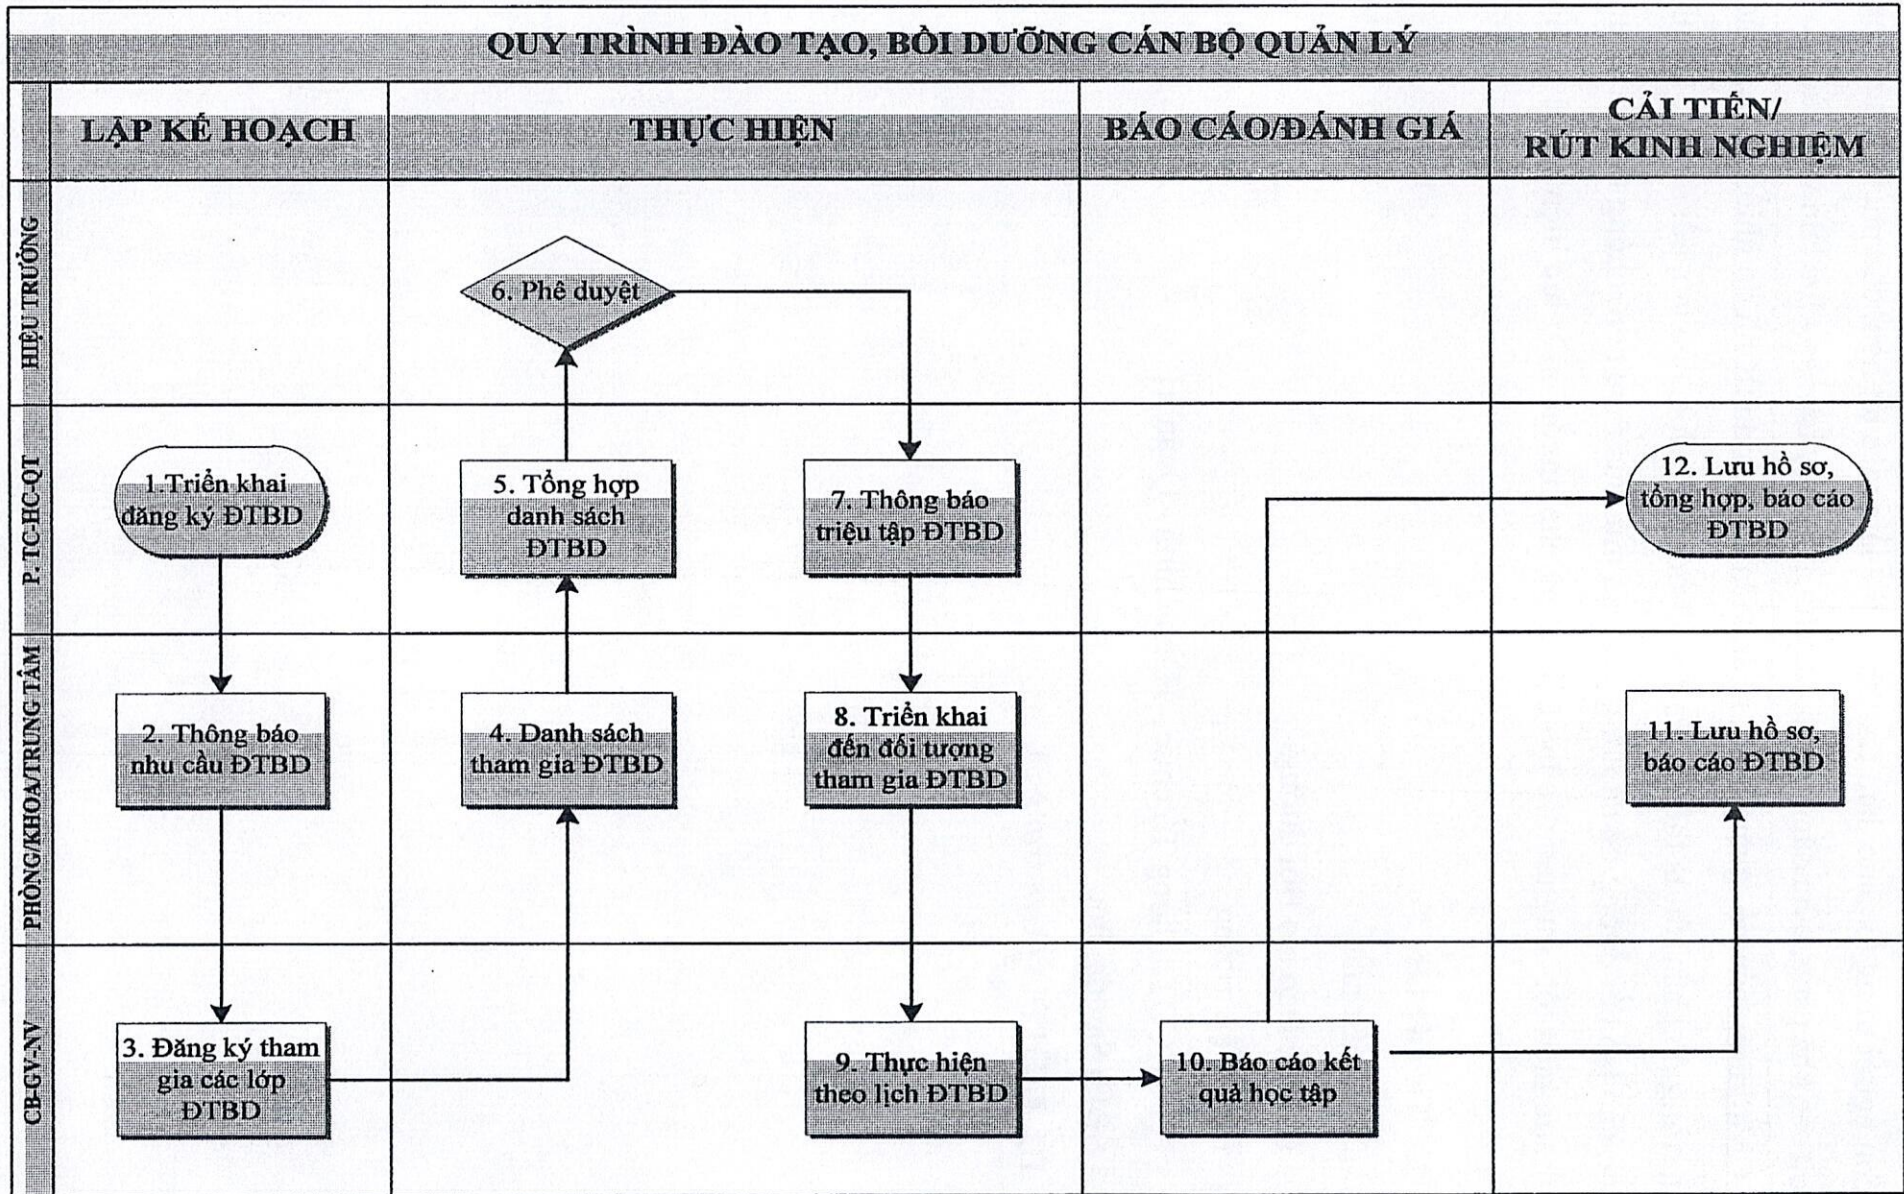 QUY TRÌNH ĐÀO TẠO, BỒI DƯỠNG CÁN BỘ QUẢN LÝ
LẬP KẾ HOẠCH
THỰC HIỆN
BÁO CÁO/ĐÁNH GIÁ
CẢI TIẾN/
RÚT KINH NGHIỆM
HIỆU TRƯỞNG
6. Phê duyệt
P. TC-HC-QT
1.Triển khai
đăng ký ĐTBD
5. Tổng hợp
danh sách
ĐTBD
7. Thông báo
triệu tập ĐTBD
12. Lưu hồ sơ,
tổng hợp, báo cáo
ĐTBD
PHÒNG/KHOA/TRUNG TÂM
2. Thông báo
nhu cầu ĐTBD
4. Danh sách
tham gia ĐTBD
8. Triển khai
đến đối tượng
tham gia ĐTBD
11. Lưu hồ sơ,
báo cáo ĐTBD
CB-GV-NV
3. Đăng ký tham
gia các lớp
ĐTBD
9. Thực hiện
theo lịch ĐTBD
10. Báo cáo kết
quả học tập